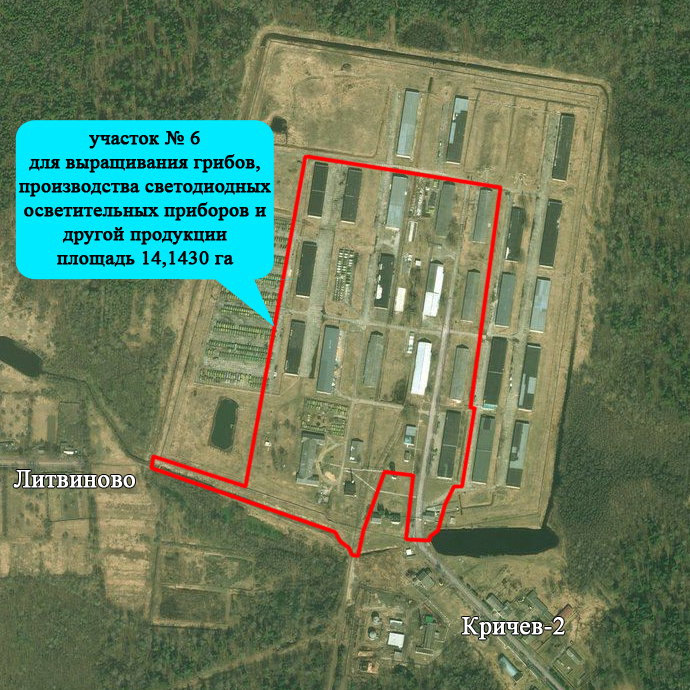 участок № 6
для выращивания грибов,
производства светодиодных
осветительных приборов и
другой продукции
площадь 14,1430 га
Литвиново
Кричев-2